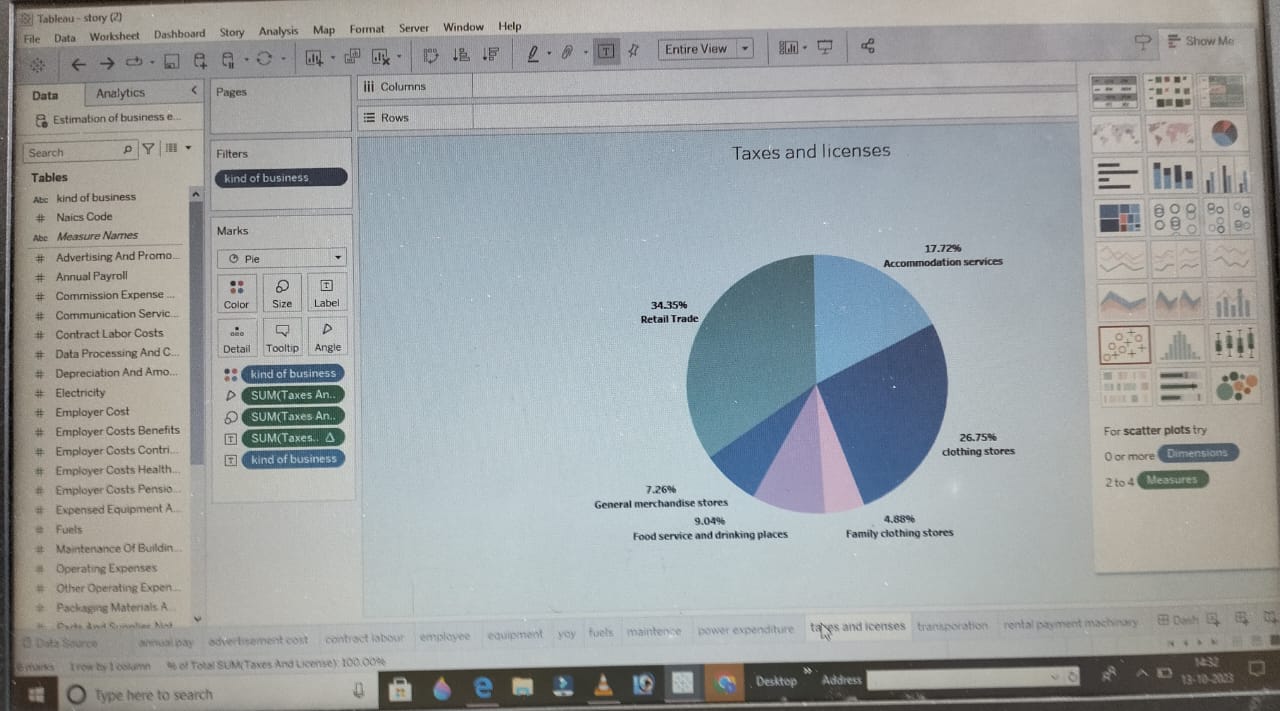 Tableau - story (2)
File Data Worksheet Dashboard Story Analysis Map Format Server Window Help
Entire View
Show Me
Data Analytics
Estimation of business e...
Search
Tables
Abc kind of business
# Naics Code
Abc Measure Names
# Advertising And Promo...
# Annual Payroll
# Commission Expense ...
# Communication Servic...
# Contract Labor Costs
# Data Processing And C...
# Depreciation And Amo...
# Electricity
# Employer Cost
# Employer Costs Benefits
# Employer Costs Contri...
# Employer Costs Health...
# Employer Costs Pensio...
# Expensed Equipment A...
# Fuels
# Maintenance Of Buildin...
# Operating Expenses
# Other Operating Expen...
# Packaging Materials A...
Pages
Filters
kind of business
Marks
Pie
Color Size Label
Detail Tooltip Angle
kind of business
SUM(Taxes An..
SUM(Taxes An..
SUM(Taxes.. Δ
kind of business
Columns
Rows
Taxes and licenses
17.72%
Accommodation services
34.35%
Retail Trade
26.75%
clothing stores
7.26%
General merchandise stores
9.04%
Food service and drinking places
4.88%
Family clothing stores
For scatter plots try
0 or more Dimensions
2 to 4 Measures
Data Source annual pay advertisement cost contract labour employee equipment yoy fuels maintence power expenditure taxes and icenses transporation rental payment machinary Dash
6 marks 1 row by 1 column % of Total SUM(Taxes And License): 100.00%
Type here to search
Desktop Address
14:32
13-10-2023